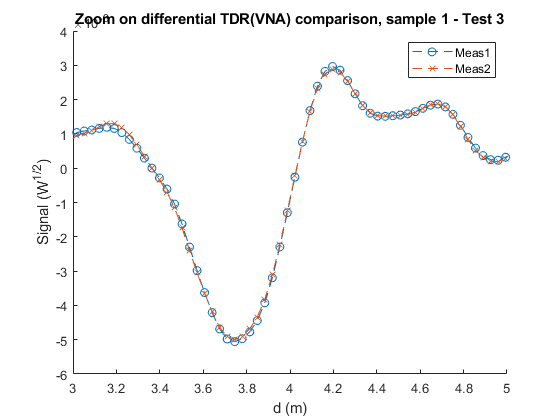 Zoom on differential TDR(VNA) comparison, sample 1 - Test 3
4
3
2
1
0
-1
-2
-3
-4
-5
-6
Signal (W1/2)
Meas1
Meas2
3 3.2 3.4 3.6 3.8 4 4.2 4.4 4.6 4.8 5
d (m)